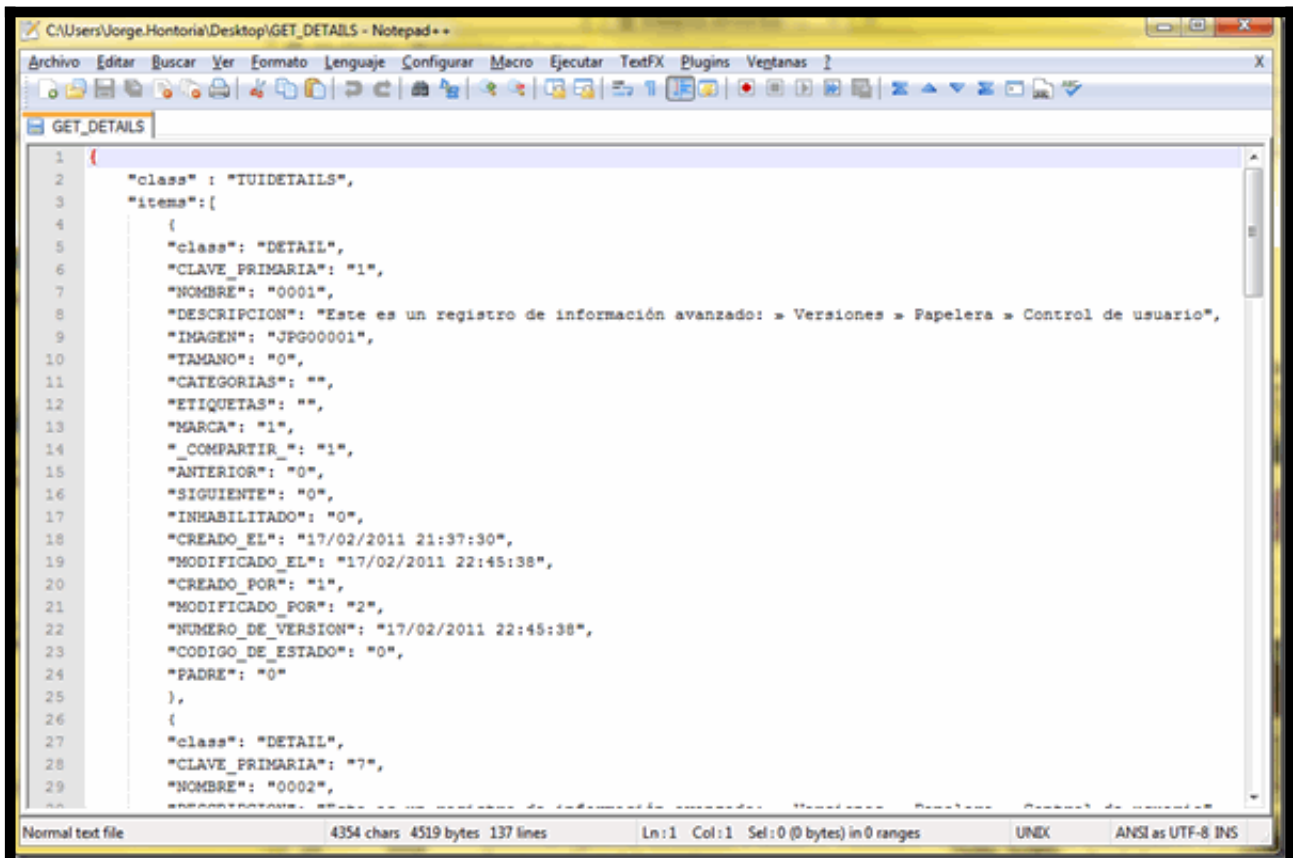 C:\Users\Jorge.Hontoria\Desktop\GET_DETAILS - Notepad++
Archivo Editar Buscar Ver Formato Lenguaje Configurar Macro Ejecutar TextFX Plugins Ventanas ? X
GET_DETAILS
1 {
2 "class" : "TUIDETAILS",
3 "items":[
4 {
5 "class": "DETAIL",
6 "CLAVE_PRIMARIA": "1",
7 "NOMBRE": "0001",
8 "DESCRIPCION": "Este es un registro de información avanzado: » Versiones » Papelera » Control de usuario",
9 "IMAGEN": "JPG00001",
10 "TAMANO": "0",
11 "CATEGORIAS": "",
12 "ETIQUETAS": "",
13 "MARCA": "1",
14 "_COMPARTIR_": "1",
15 "ANTERIOR": "0",
16 "SIGUIENTE": "0",
17 "INHABILITADO": "0",
18 "CREADO_EL": "17/02/2011 21:37:30",
19 "MODIFICADO_EL": "17/02/2011 22:45:38",
20 "CREADO_POR": "1",
21 "MODIFICADO_POR": "2",
22 "NUMERO_DE_VERSION": "17/02/2011 22:45:38",
23 "CODIGO_DE_ESTADO": "0",
24 "PADRE": "0"
25 },
26 {
27 "class": "DETAIL",
28 "CLAVE_PRIMARIA": "7",
29 "NOMBRE": "0002",
Normal text file 4354 chars 4519 bytes 137 lines Ln : 1 Col : 1 Sel : 0 (0 bytes) in 0 ranges UNIX ANSI as UTF-8 INS